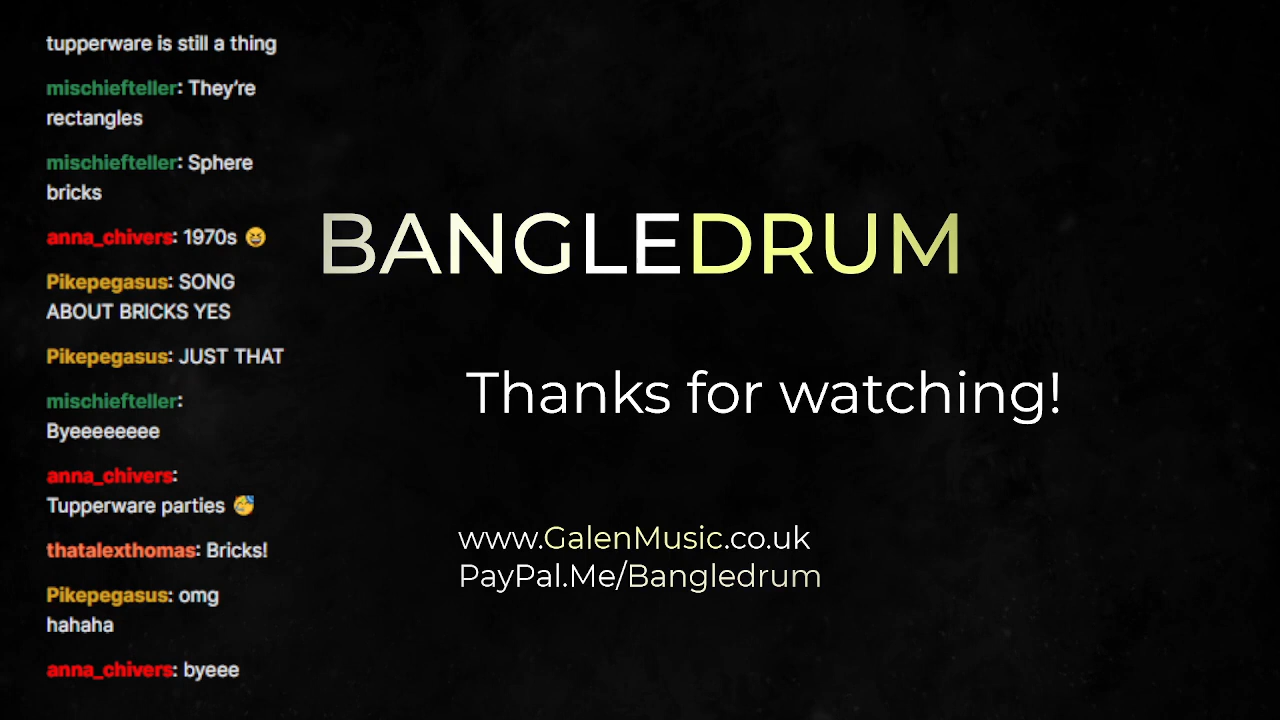 tupperware is still a thing
mischiefteller: They're
rectangles
mischiefteller: Sphere
bricks
anna_chivers: 1970s 😆
Pikepegasus: SONG
ABOUT BRICKS YES
Pikepegasus: JUST THAT
mischiefteller:
Byeeeeeeee
anna_chivers:
Tupperware parties 🥳
thatalexthomas: Bricks!
Pikepegasus: omg
hahaha
anna_chivers: byeee
BANGLEDRUM
Thanks for watching!
www.GalenMusic.co.uk
PayPal.Me/Bangledrum